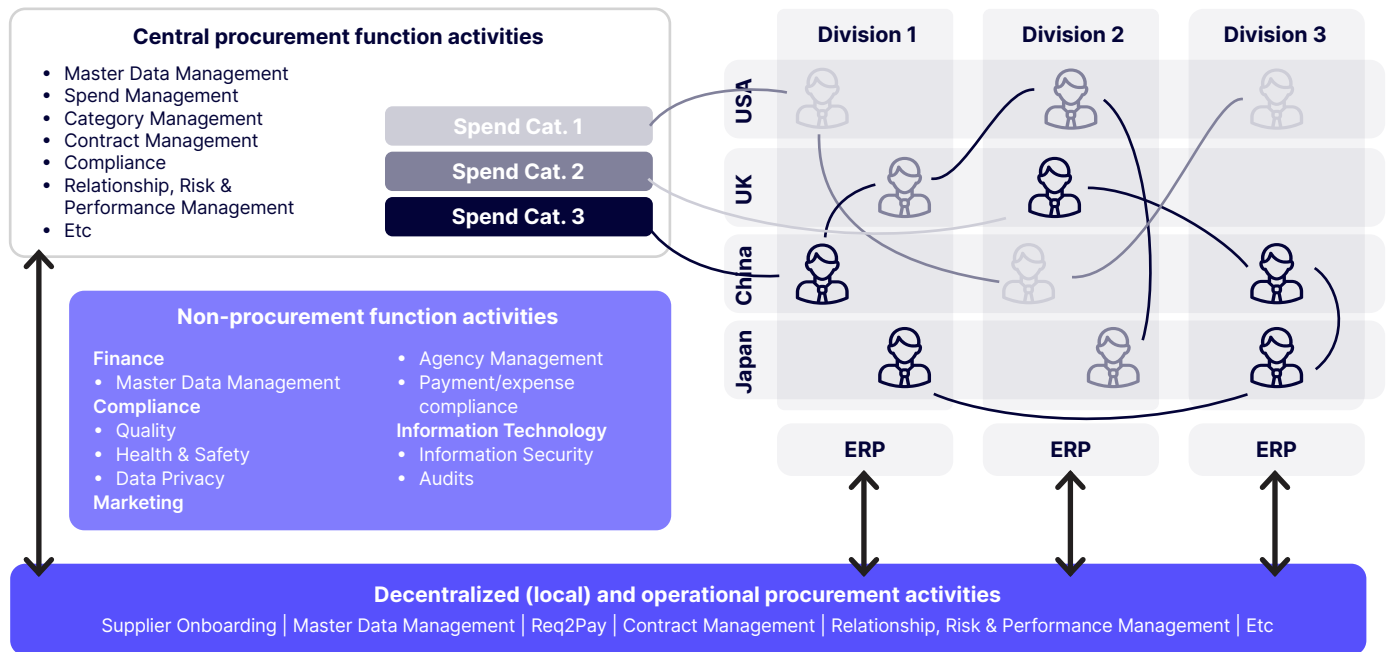 Central procurement function activities
• Master Data Management
• Spend Management
• Category Management
• Contract Management
• Compliance
• Relationship, Risk &
Performance Management
• Etc
Spend Cat. 1
Spend Cat. 2
Spend Cat. 3
Non-procurement function activities
Finance
• Master Data Management
Compliance
• Quality
• Health & Safety
• Data Privacy
Marketing
• Agency Management
• Payment/expense
compliance
Information Technology
• Information Security
• Audits
Division 1
Division 2
Division 3
USA
UK
China
Japan
ERP
ERP
ERP
Decentralized (local) and operational procurement activities
Supplier Onboarding | Master Data Management | Req2Pay | Contract Management | Relationship, Risk & Performance Management | Etc